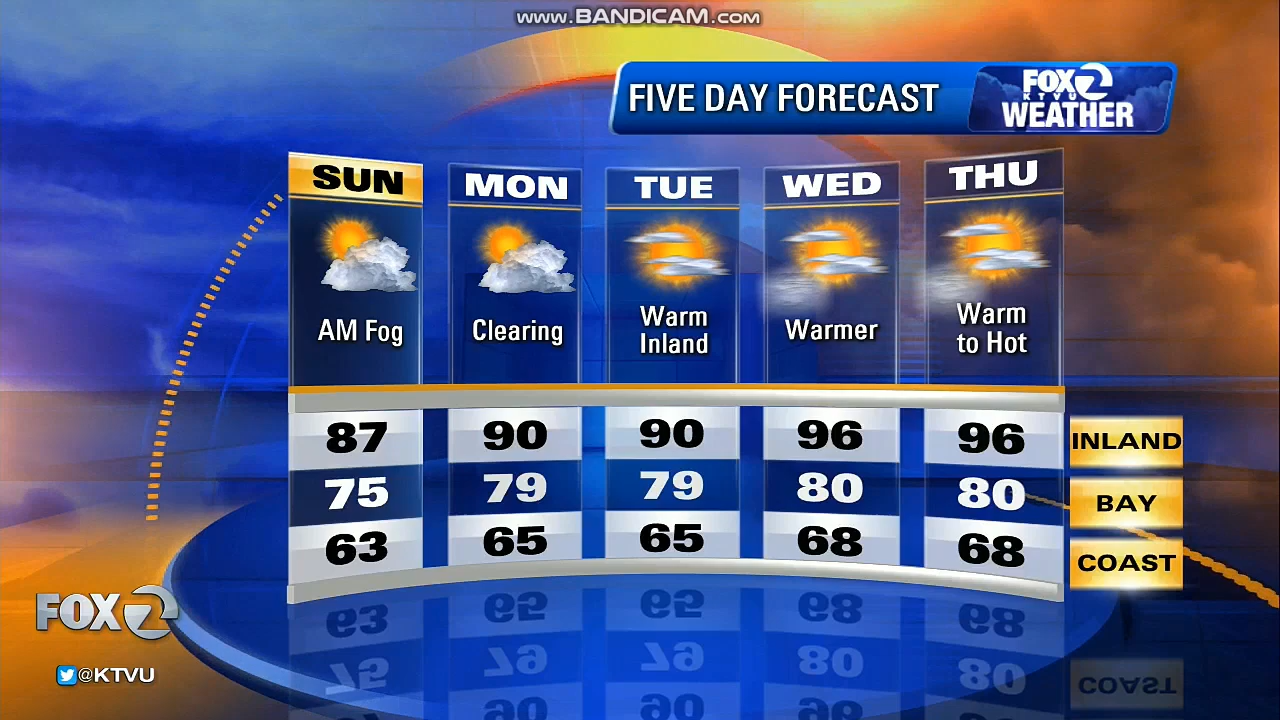 www.BANDICAM.com
FIVE DAY FORECAST
FOX 2
KTVU
WEATHER
SUN MON TUE WED THU
AM Fog
Clearing
Warm
Inland
Warmer
Warm
to Hot
87 90 90 96 96 INLAND
75 79 79 80 80 BAY
63 65 65 68 68 COAST
FOX 2
@KTVU